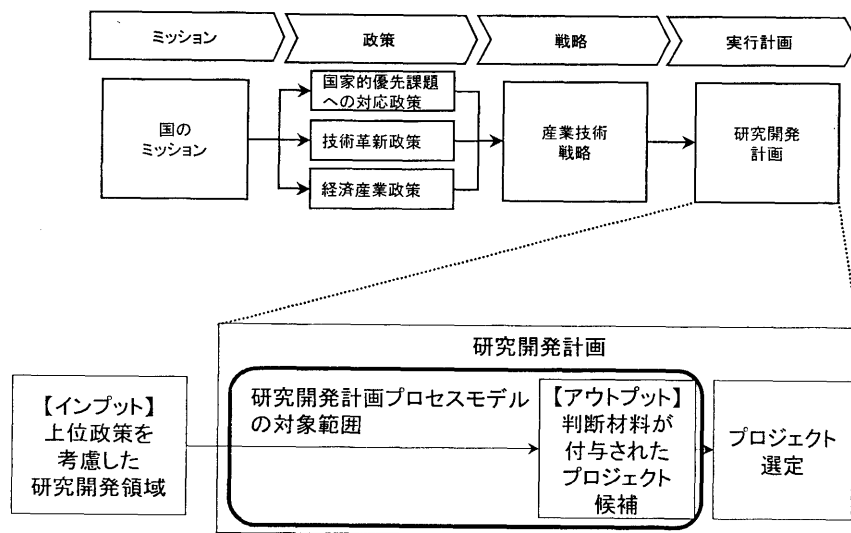 ミッション
政策
戦略
実行計画
国の
ミッション
国家的優先課題
への対応政策
技術革新政策
経済産業政策
産業技術
戦略
研究開発
計画
研究開発計画
【インプット】
上位政策を
考慮した
研究開発領域
研究開発計画プロセスモデル
の対象範囲
【アウトプット】
判断材料が
付与された
プロジェクト
候補
プロジェクト
選定